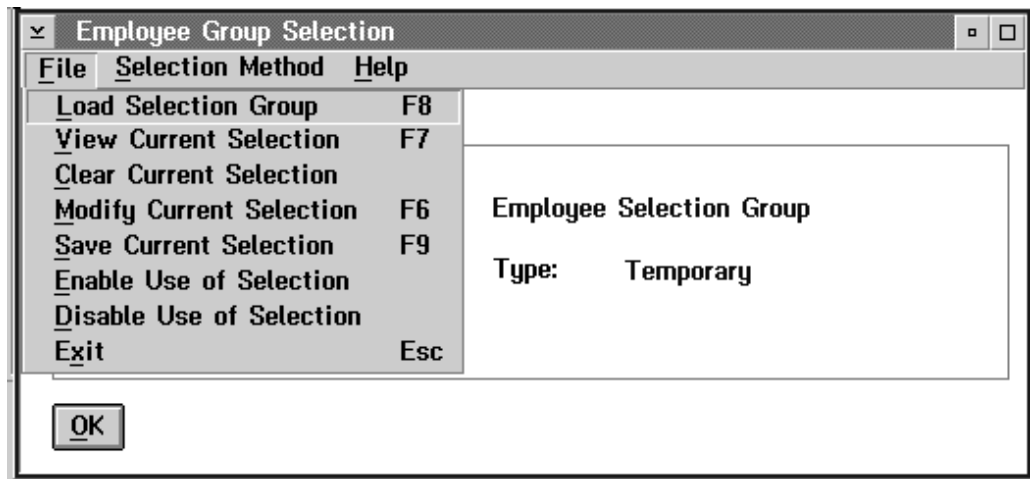 Employee Group Selection
File Selection Method Help
Load Selection Group F8
View Current Selection F7
Clear Current Selection
Modify Current Selection F6
Save Current Selection F9
Enable Use of Selection
Disable Use of Selection
Exit Esc
Employee Selection Group
Type: Temporary
OK